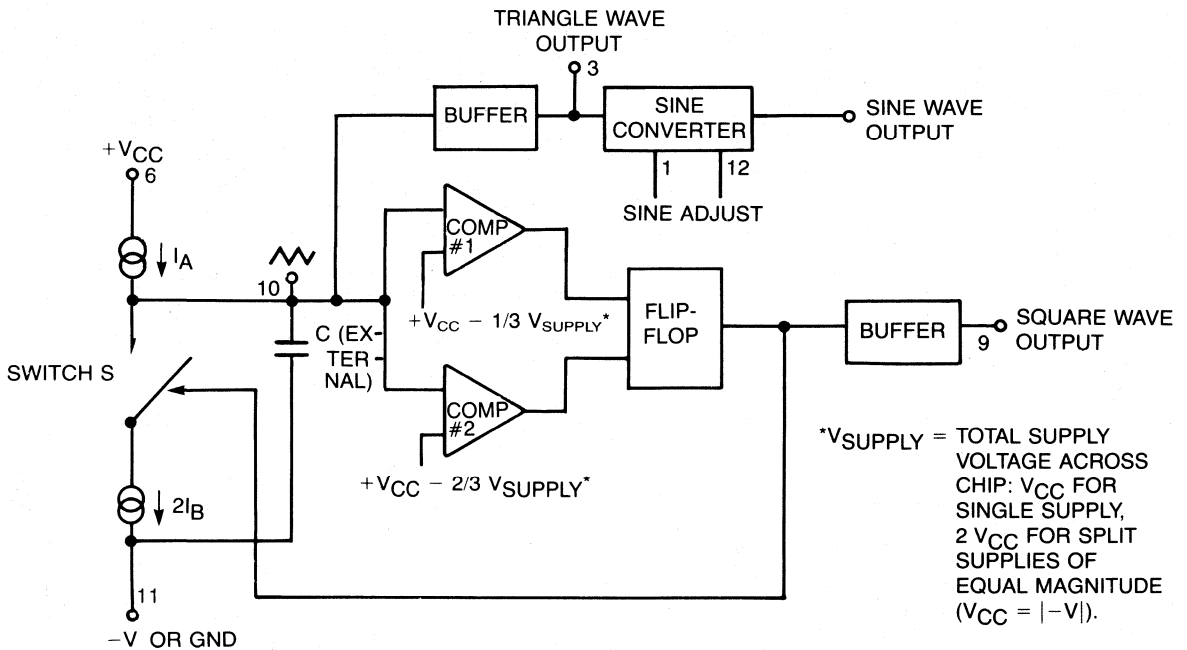 TRIANGLE WAVE
OUTPUT
3
BUFFER
SINE
CONVERTER
SINE WAVE
OUTPUT
1
12
SINE ADJUST
+VCC
6
IA
COMP
#1
10
+VCC − 1/3 VSUPPLY*
C (EX-
TER-
NAL)
FLIP-
FLOP
BUFFER
9
SQUARE WAVE
OUTPUT
SWITCH S
COMP
#2
+VCC − 2/3 VSUPPLY*
2IB
11
−V OR GND
*VSUPPLY = TOTAL SUPPLY
VOLTAGE ACROSS
CHIP: VCC FOR
SINGLE SUPPLY,
2 VCC FOR SPLIT
SUPPLIES OF
EQUAL MAGNITUDE
(VCC = |−V|).